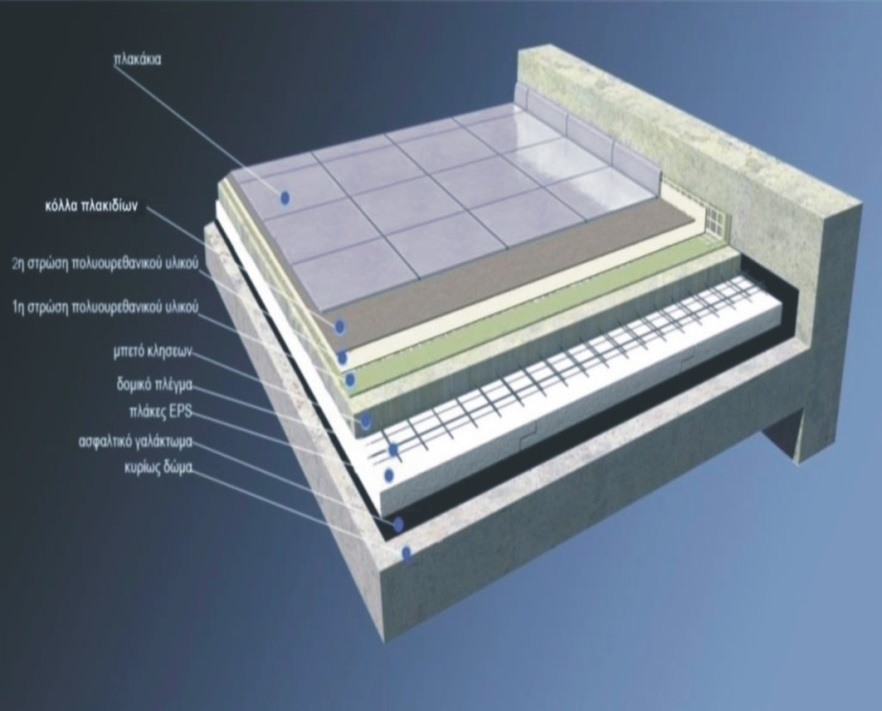 πλακάκια
κόλλα πλακιδίων
2η στρώση πολυουρεθανικού υλικού
1η στρώση πολυουρεθανικού υλικού
μπετό κλησεων
δομικό πλέγμα
πλάκες EPS
ασφαλτικό γαλάκτωμα
κυρίως δώμα